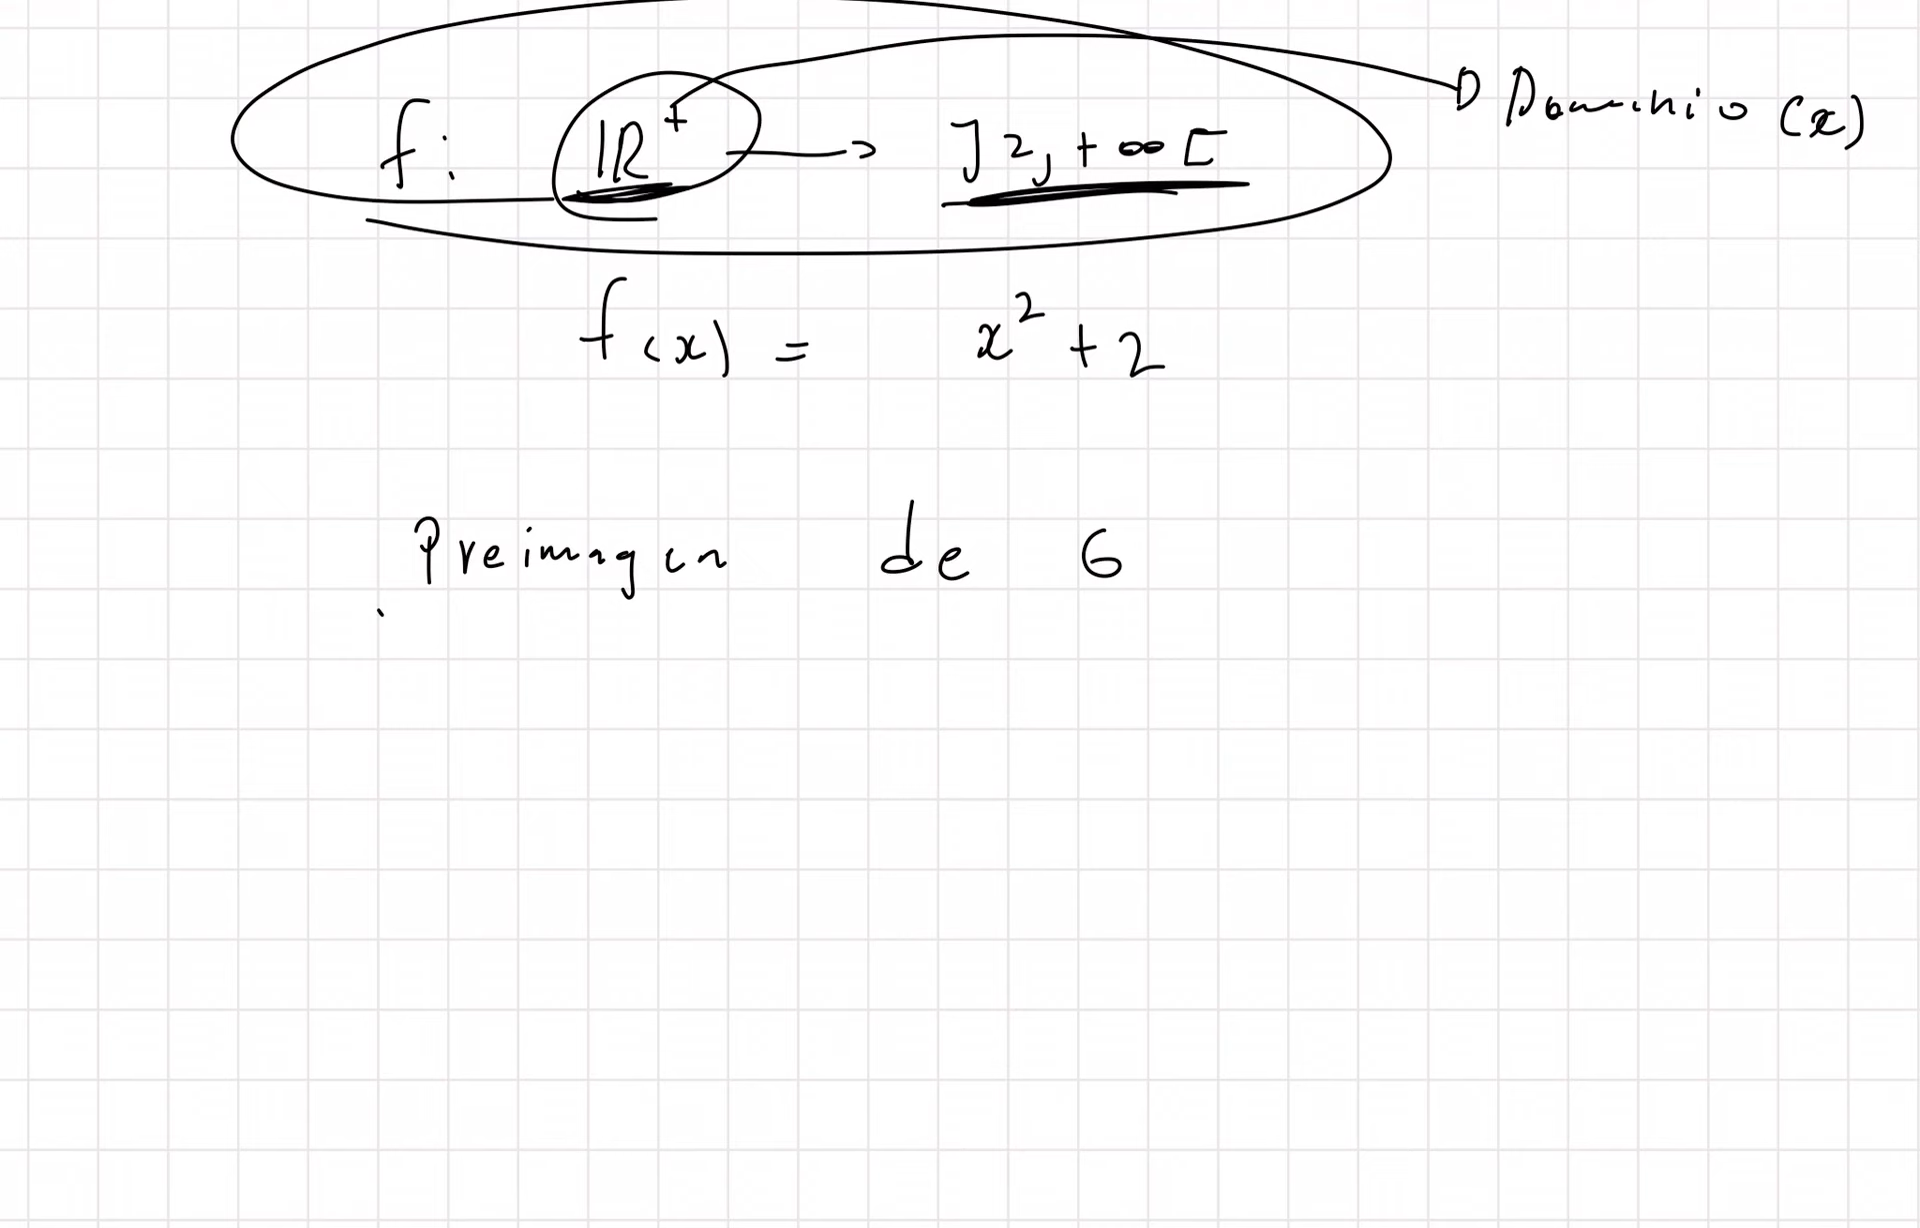 f: ℝ⁺ → ]2, +∞[ → Dominio (x)
f(x) = x² + 2
Preimagen de 6